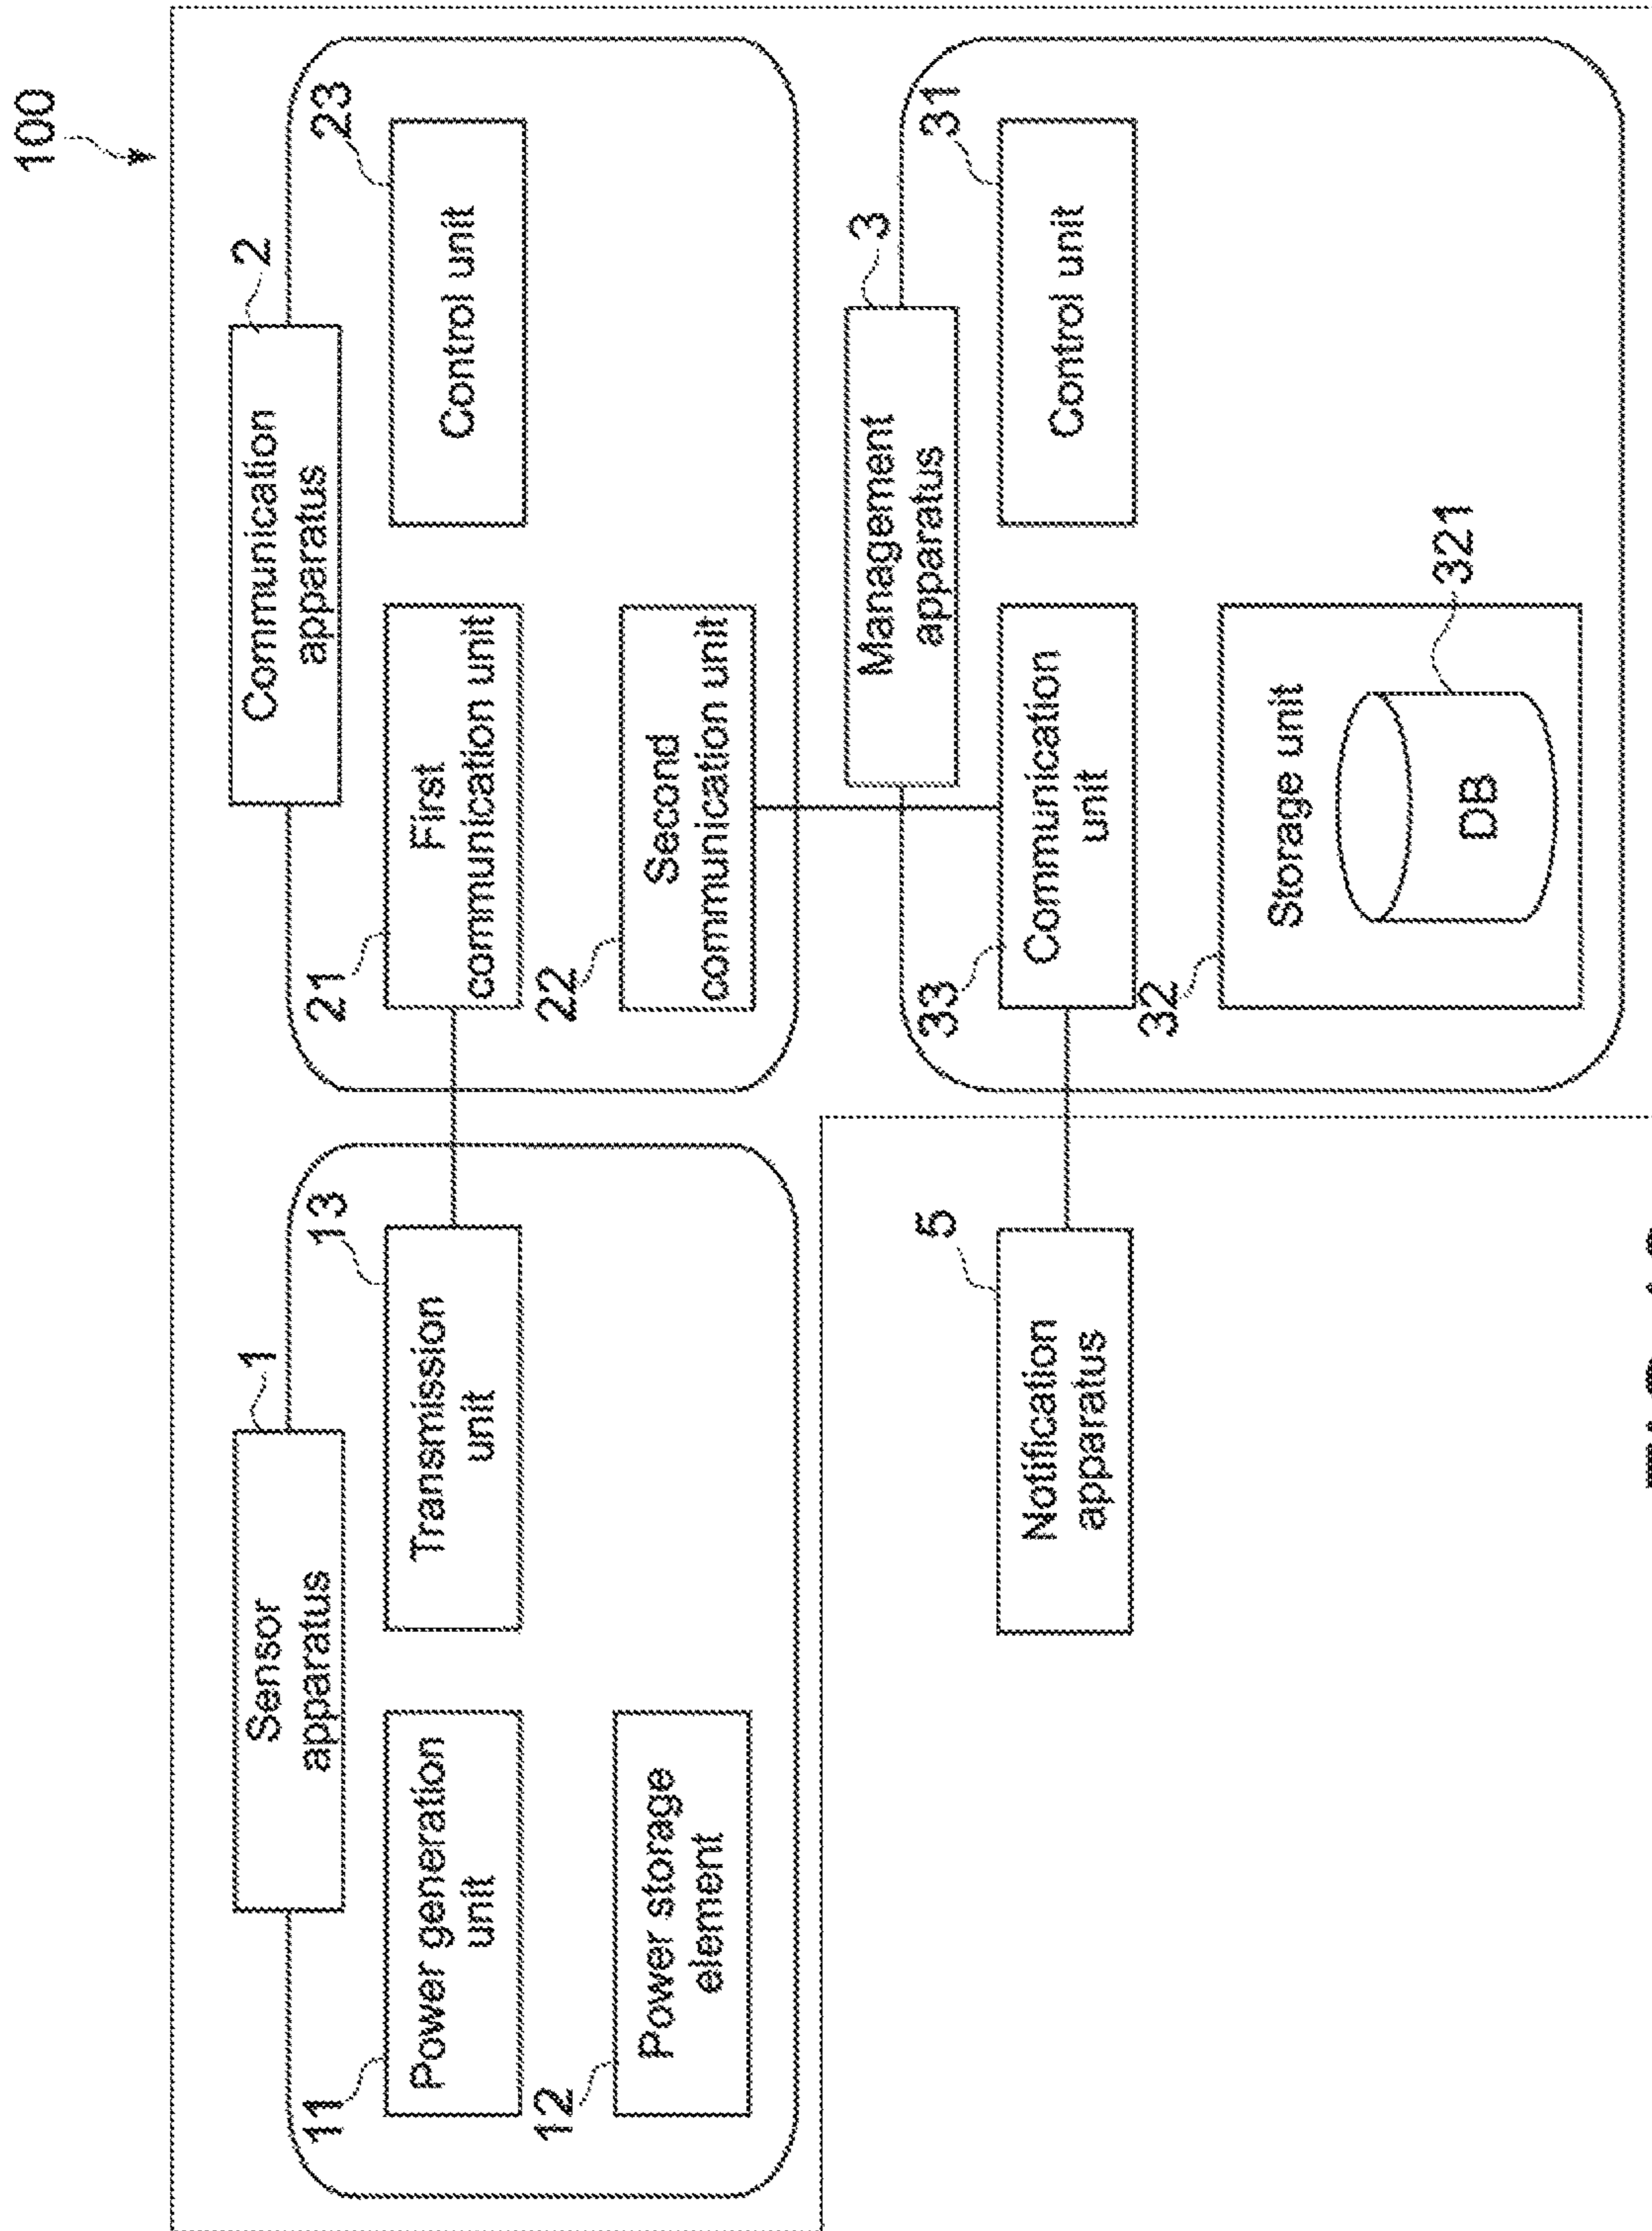 100
Sensor
apparatus
1
11
Power generation
unit
Transmission
unit
13
12
Power storage
element
Communication
apparatus
2
21
First
communication unit
Control unit
23
22
Second
communication unit
Management
apparatus
3
33
Communication
unit
Control unit
31
32
Storage unit
DB
321
Notification
apparatus
5